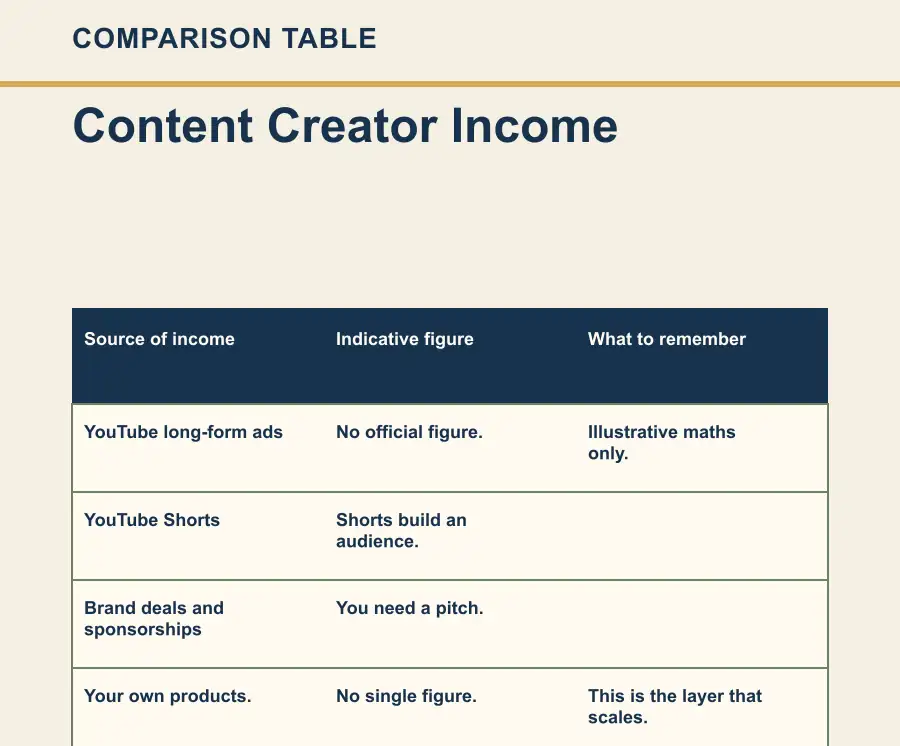 COMPARISON TABLE
Content Creator Income
Source of income
Indicative figure
What to remember
YouTube long-form ads
No official figure.
Illustrative maths
only.
YouTube Shorts
Shorts build an
audience.
Brand deals and
sponsorships
You need a pitch.
Your own products.
No single figure.
This is the layer that
scales.